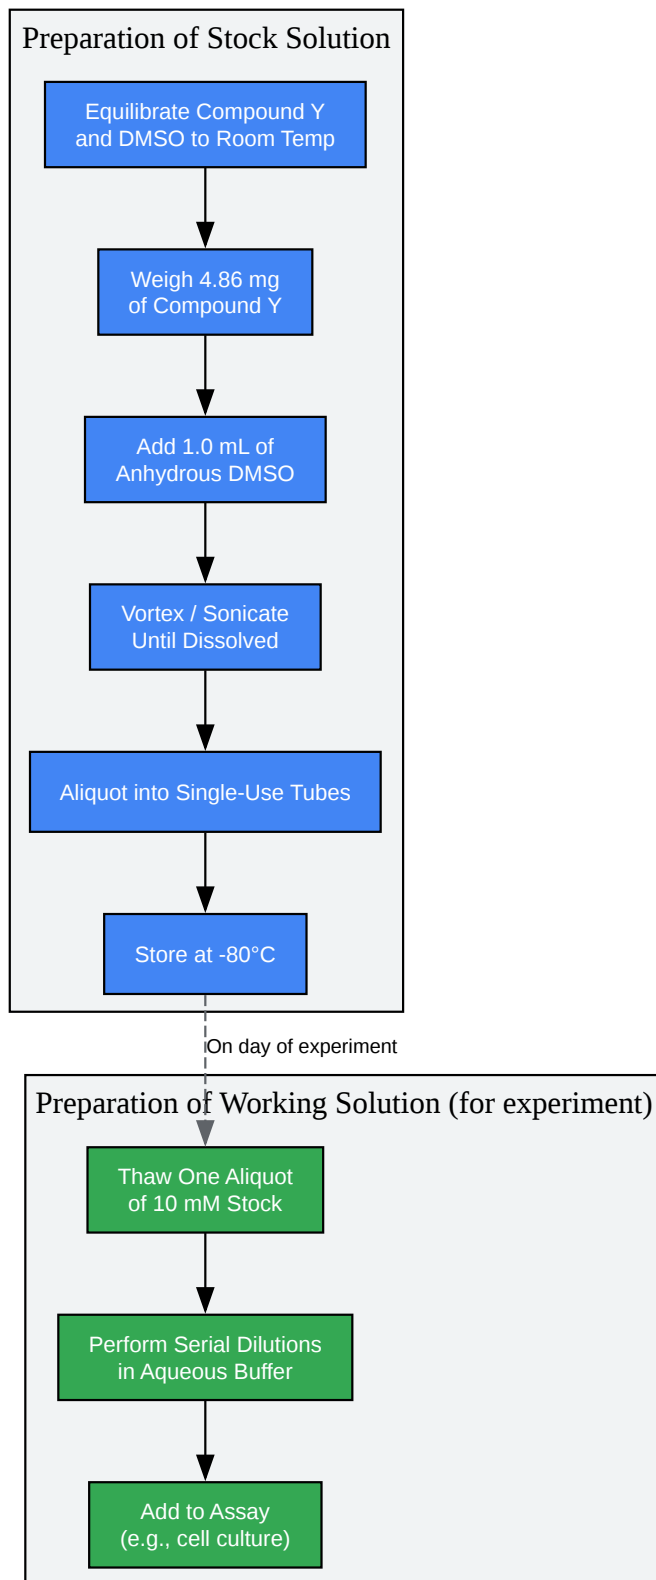 Preparation of Stock Solution
Equilibrate Compound Y
and DMSO to Room Temp
Weigh 4.86 mg
of Compound Y
Add 1.0 mL of
Anhydrous DMSO
Vortex / Sonicate
Until Dissolved
Aliquot into Single-Use Tubes
Store at -80°C
On day of experiment
Preparation of Working Solution (for experiment)
Thaw One Aliquot
of 10 mM Stock
Perform Serial Dilutions
in Aqueous Buffer
Add to Assay
(e.g., cell culture)